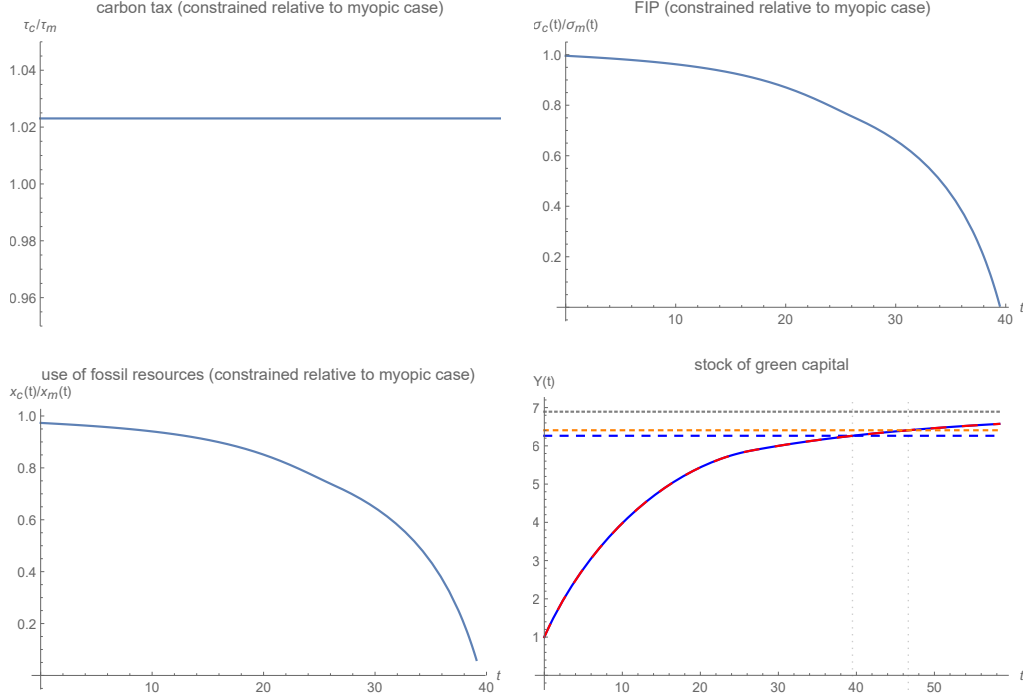 carbon tax (constrained relative to myopic case)
τc/τm
1.04
1.02
1.00
0.98
0.96
FIP (constrained relative to myopic case)
σc(t)/σm(t)
1.0
0.8
0.6
0.4
0.2
10 20 30 40 t
use of fossil resources (constrained relative to myopic case)
xc(t)/xm(t)
1.0
0.8
0.6
0.4
0.2
10 20 30 40 t
stock of green capital
Y(t)
7
6
5
4
3
2
1
10 20 30 40 50 t